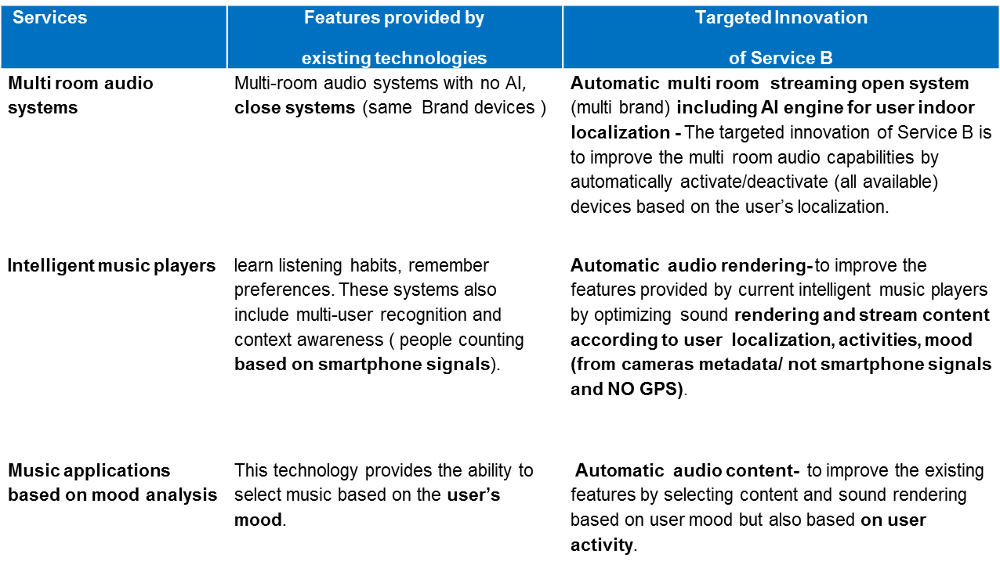 Services
Features provided by
existing technologies
Targeted Innovation
of Service B
Multi room audio
systems
Multi-room audio systems with no AI,
close systems (same Brand devices )
Automatic multi room streaming open system
(multi brand) including AI engine for user indoor
localization - The targeted innovation of Service B is
to improve the multi room audio capabilities by
automatically activate/deactivate (all available)
devices based on the user’s localization.
Intelligent music players
learn listening habits, remember
preferences. These systems also
include multi-user recognition and
context awareness ( people counting
based on smartphone signals).
Automatic audio rendering- to improve the
features provided by current intelligent music players
by optimizing sound rendering and stream content
according to user localization, activities, mood
(from cameras metadata/ not smartphone signals
and NO GPS).
Music applications
based on mood analysis
This technology provides the ability to
select music based on the user’s
mood.
Automatic audio content- to improve the existing
features by selecting content and sound rendering
based on user mood but also based on user
activity.